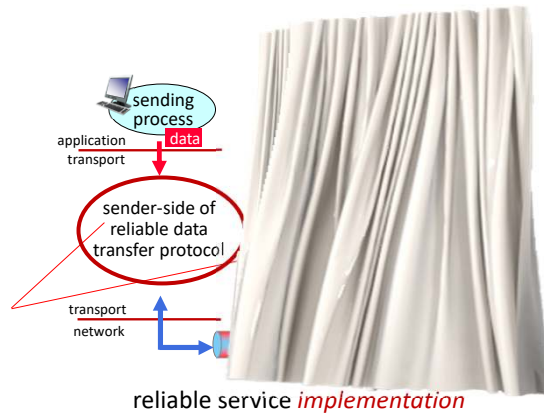 sending
process
data
application
transport
sender-side of
reliable data
transfer protocol
transport
network
reliable service implementation